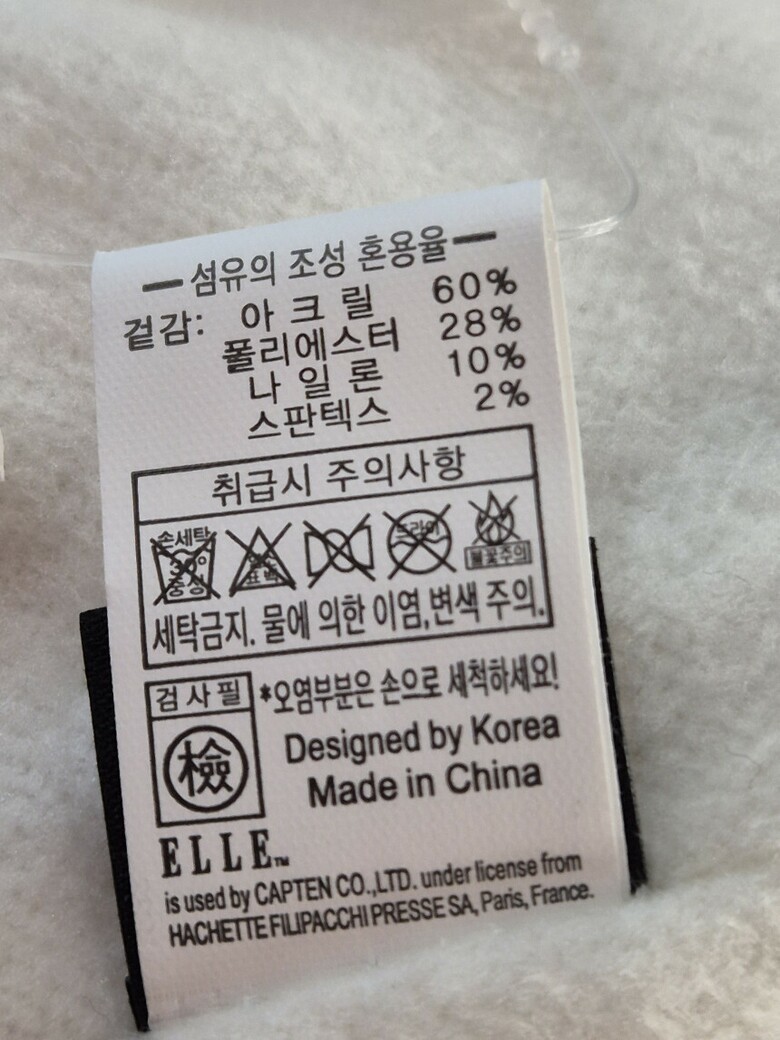 섬유의 조성 혼용율
겉감: 아 크 릴 60%
폴리에스터 28%
나 일 론 10%
스판텍스 2%
취급시 주의사항
손세탁 30° 중성
염소 표백
드라이
불꽃주의
세탁금지. 물에 의한 이염,변색 주의.
검 사 필
*오염부분은 손으로 세척하세요!
檢
Designed by Korea
Made in China
ELLE™
is used by CAPTEN CO.,LTD. under license from
HACHETTE FILIPACCHI PRESSE SA, Paris, France.